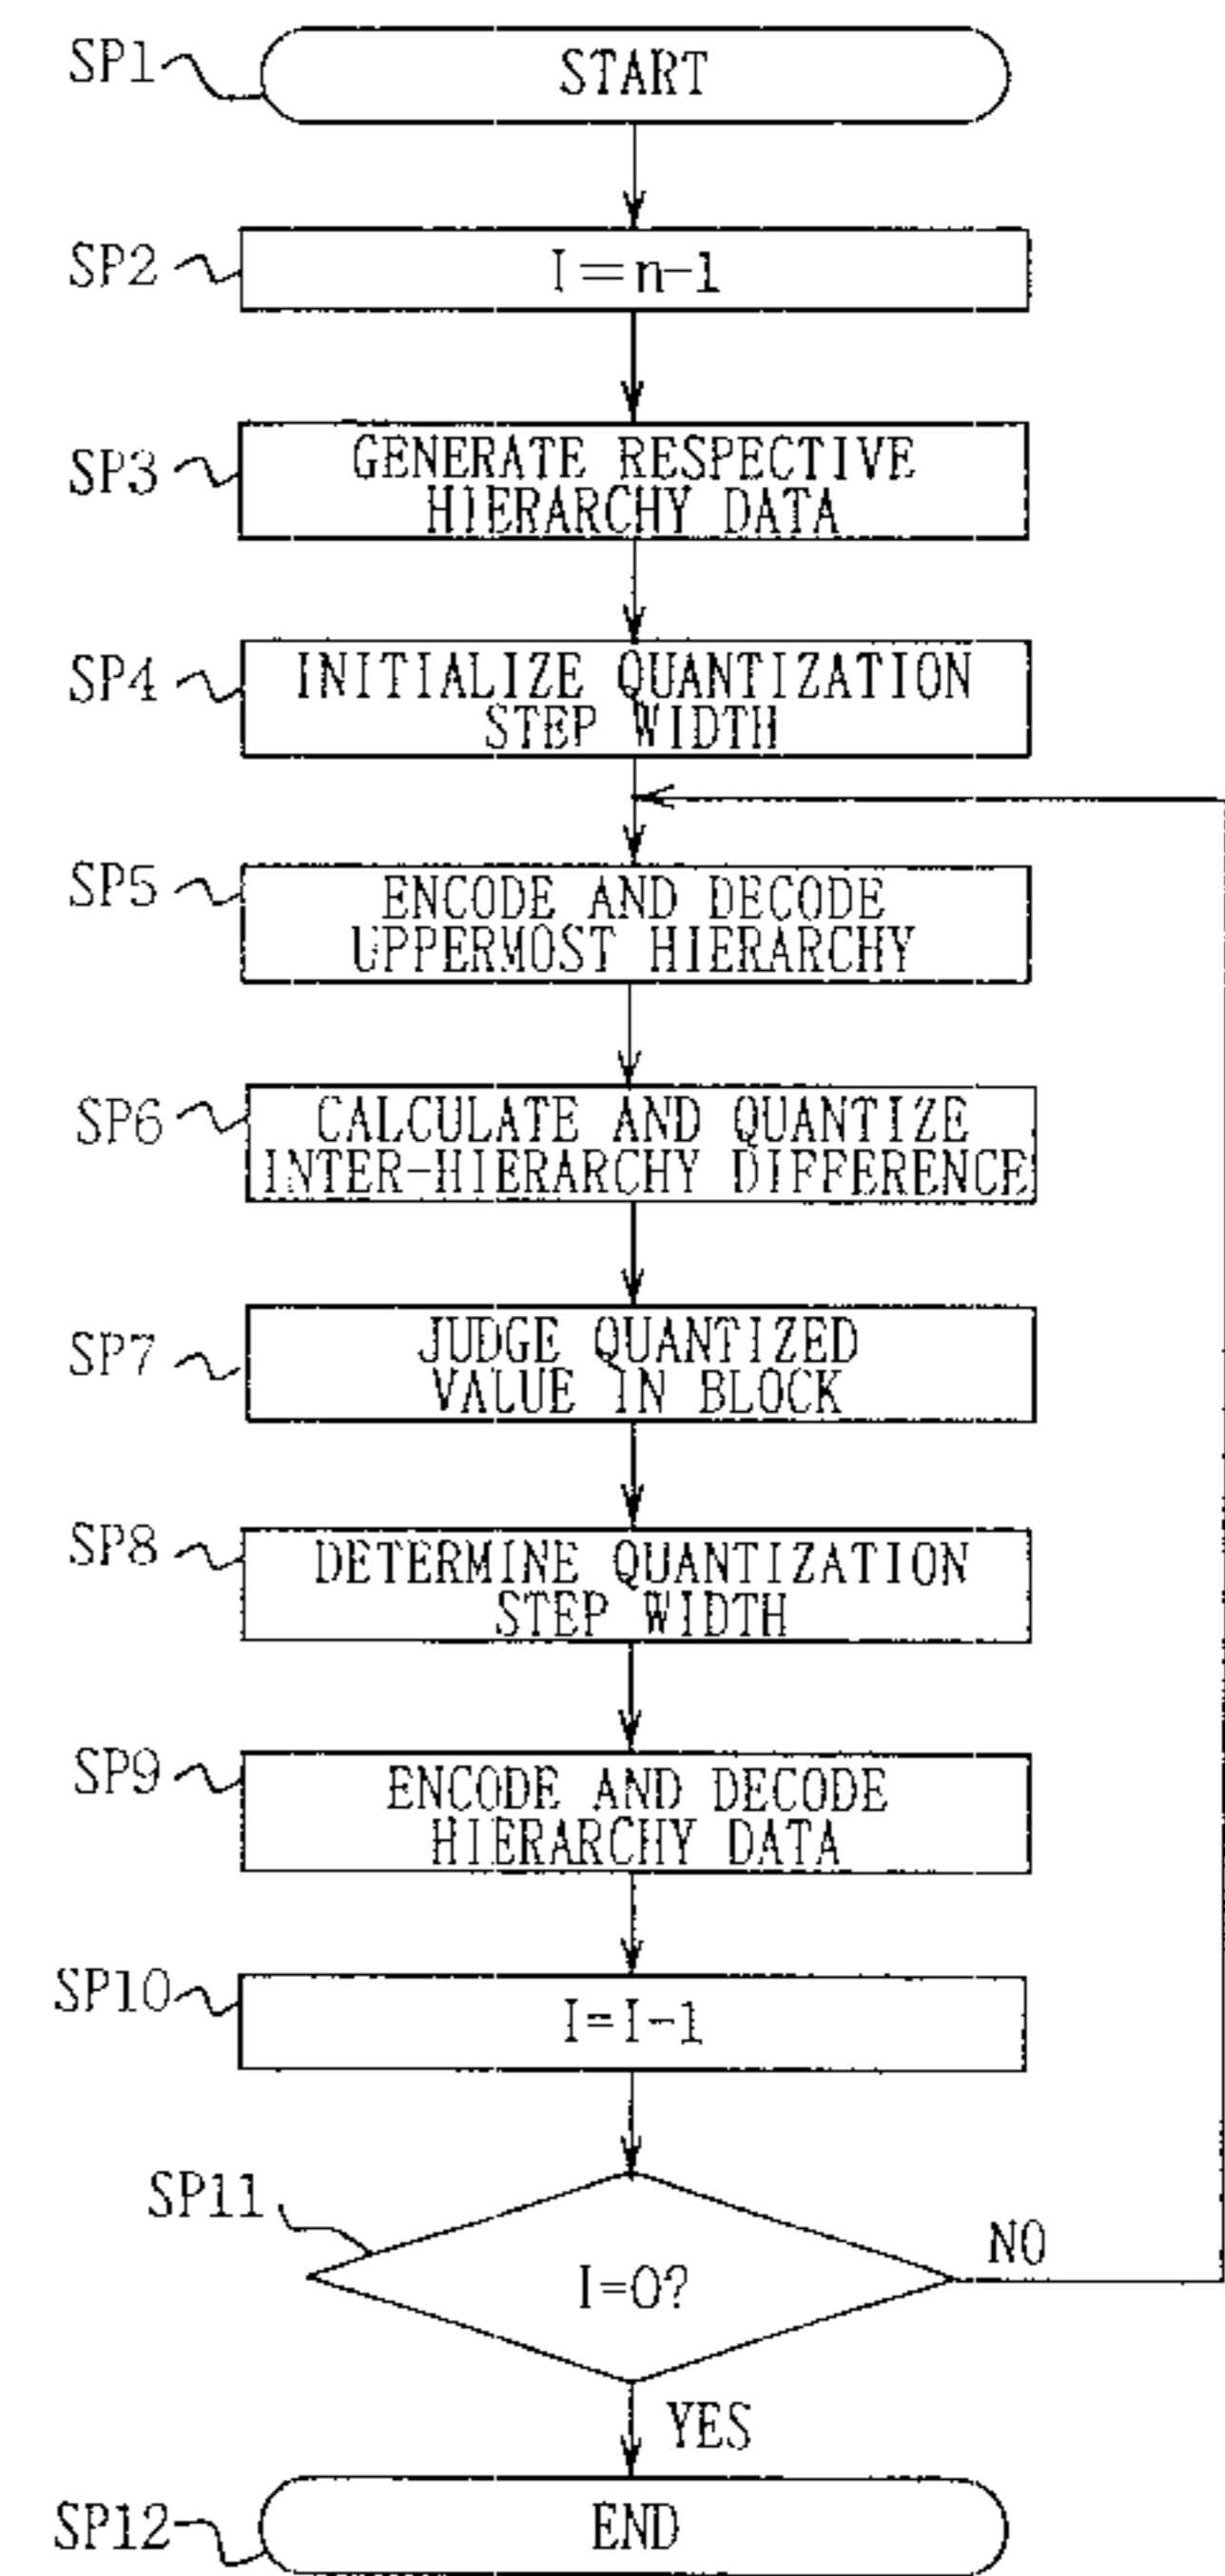 SP1
START
SP2
I=n-1
SP3
GENERATE RESPECTIVE
HIERARCHY DATA
SP4
INITIALIZE QUANTIZATION
STEP WIDTH
SP5
ENCODE AND DECODE
UPPERMOST HIERARCHY
SP6
CALCULATE AND QUANTIZE
INTER-HIERARCHY DIFFERENCE
SP7
JUDGE QUANTIZED
VALUE IN BLOCK
SP8
DETERMINE QUANTIZATION
STEP WIDTH
SP9
ENCODE AND DECODE
HIERARCHY DATA
SP10
I=I-1
SP11
I=0?
NO
YES
SP12
END